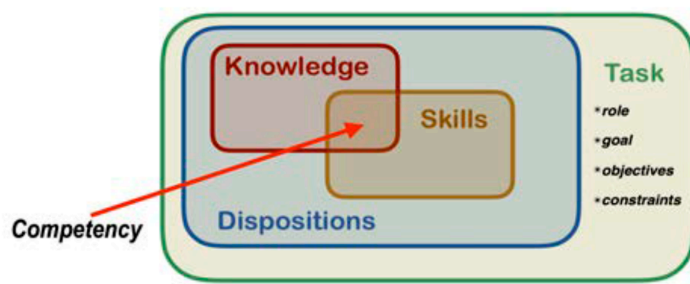 Knowledge
Task
*role
Skills
*goal
*objectives
*constraints
Dispositions
Competency